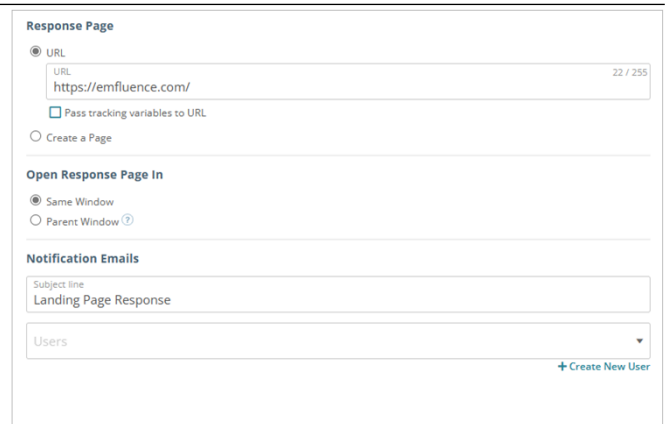 Response Page
URL
URL
22 / 255
https://emfluence.com/
Pass tracking variables to URL
Create a Page
Open Response Page In
Same Window
Parent Window ?
Notification Emails
Subject line
Landing Page Response
Users
+ Create New User